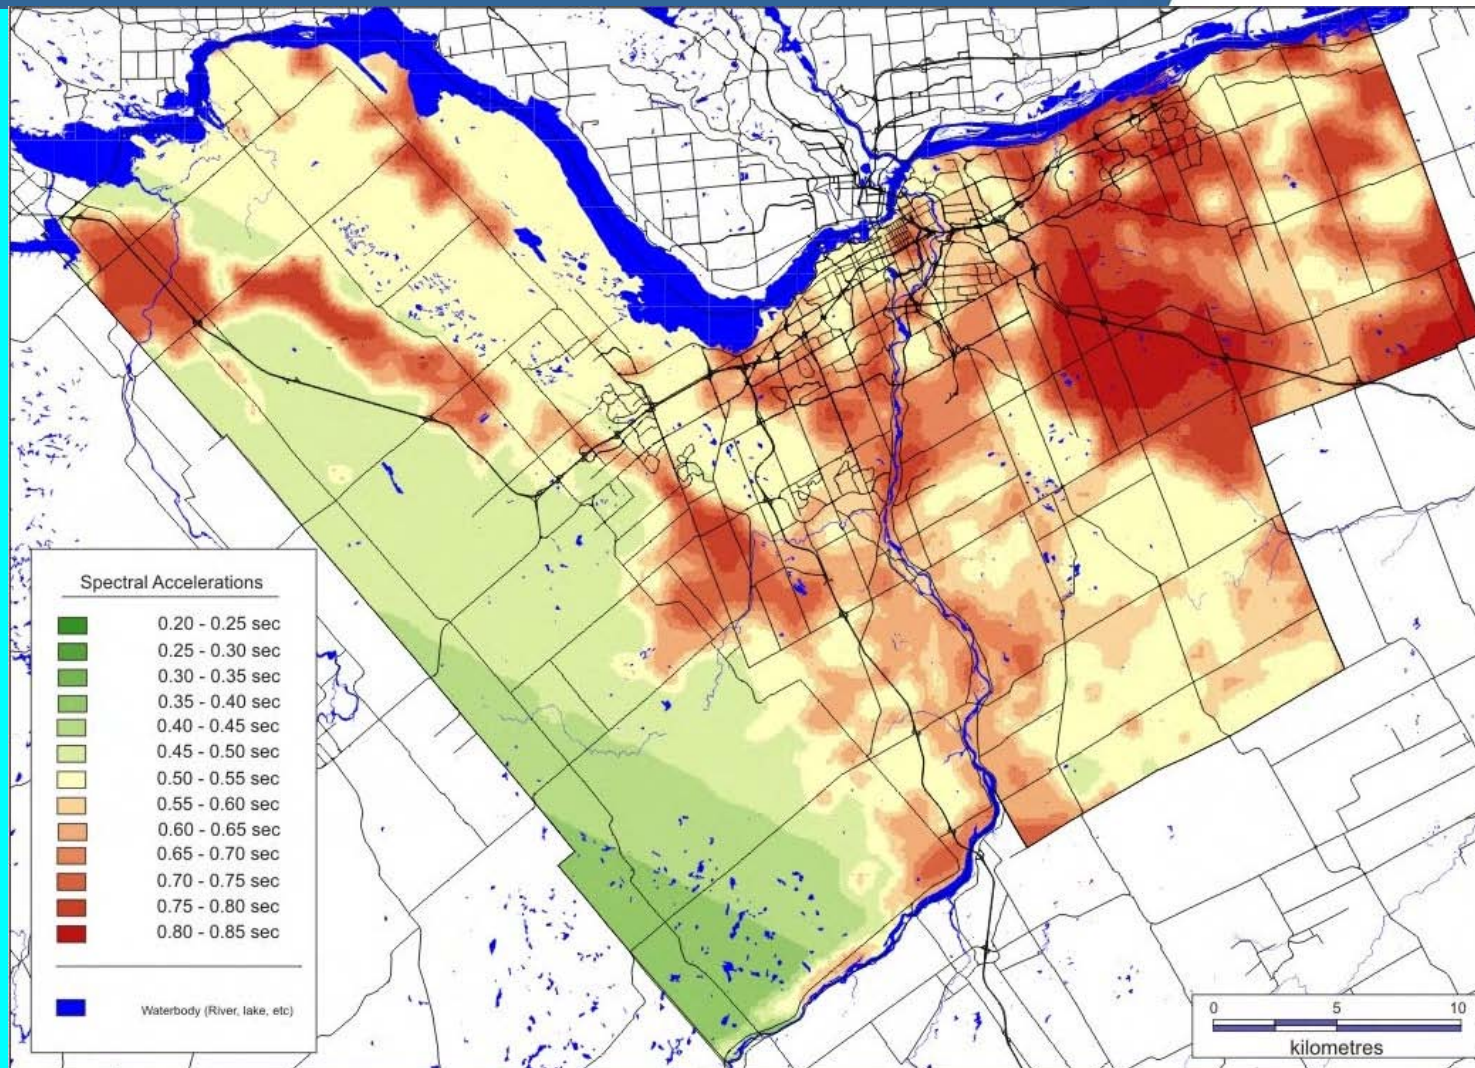 Spectral Accelerations
0.20 - 0.25 sec
0.25 - 0.30 sec
0.30 - 0.35 sec
0.35 - 0.40 sec
0.40 - 0.45 sec
0.45 - 0.50 sec
0.50 - 0.55 sec
0.55 - 0.60 sec
0.60 - 0.65 sec
0.65 - 0.70 sec
0.70 - 0.75 sec
0.75 - 0.80 sec
0.80 - 0.85 sec
Waterbody (River, lake, etc)
0 5 10
kilometres